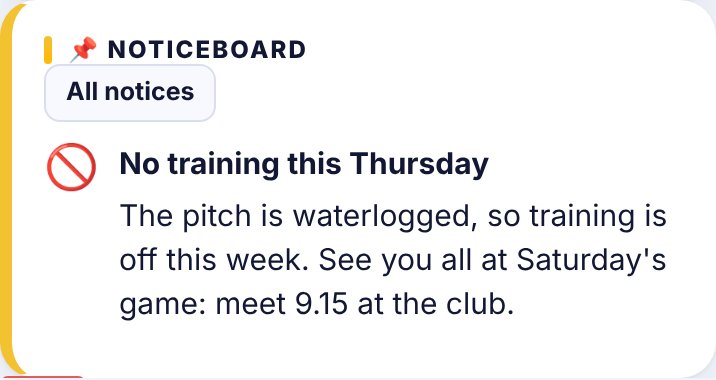 NOTICEBOARD
All notices
No training this Thursday
The pitch is waterlogged, so training is
off this week. See you all at Saturday's
game: meet 9.15 at the club.